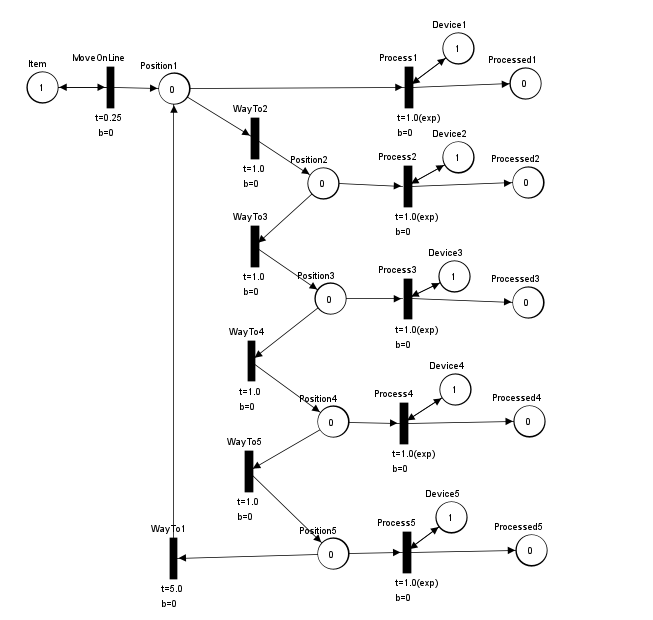 Item
1
MoveOnLine
t=0.25
b=0
Position1
0
Process1
t=1.0(exp)
b=0
Device1
1
Processed1
0
WayTo2
t=1.0
b=0
Position2
0
Process2
t=1.0(exp)
b=0
Device2
1
Processed2
0
WayTo3
t=1.0
b=0
Position3
0
Process3
t=1.0(exp)
b=0
Device3
1
Processed3
0
WayTo4
t=1.0
b=0
Position4
0
Process4
t=1.0(exp)
b=0
Device4
1
Processed4
0
WayTo5
t=1.0
b=0
Position5
0
Process5
t=1.0(exp)
b=0
Device5
1
Processed5
0
WayTo1
t=5.0
b=0